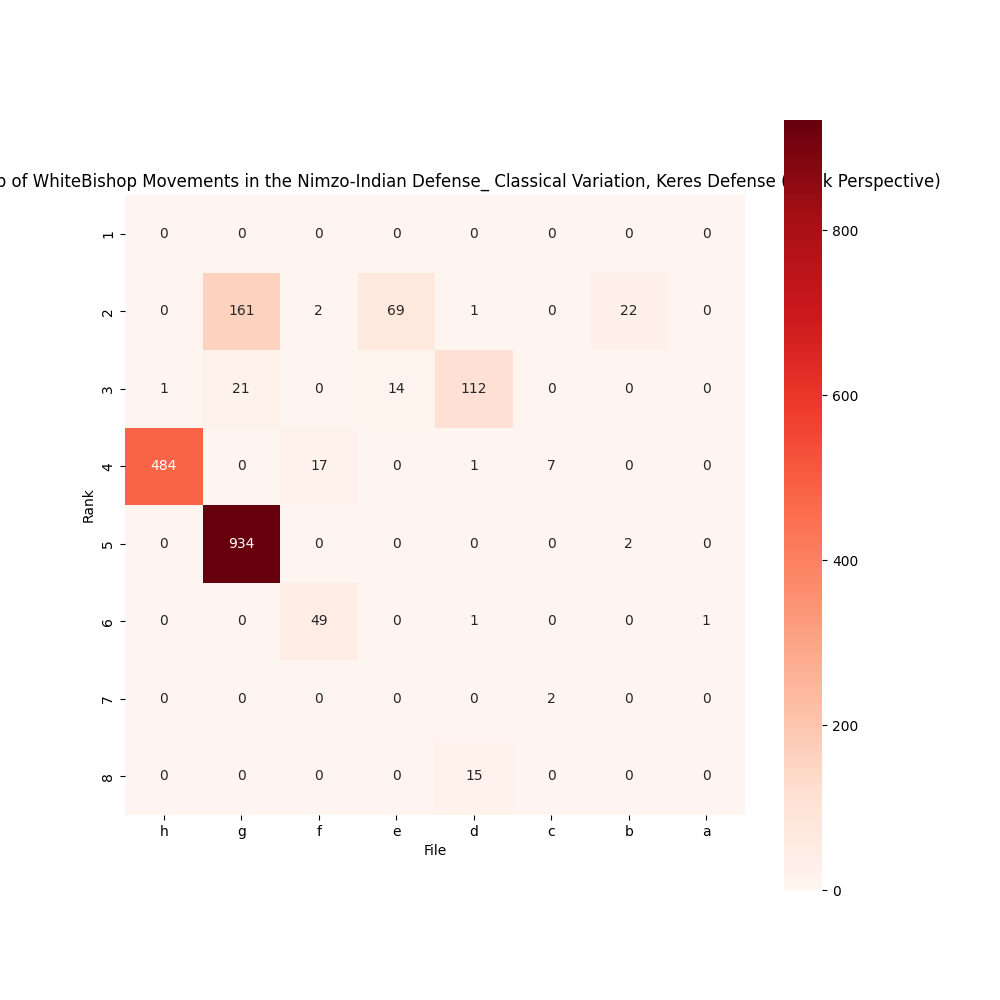 of WhiteBishop Movements in the Nimzo-Indian Defense_ Classical Variation, Keres Defense ( k Perspective)
1 0 0 0 0 0 0 0 0
2 0 161 2 69 1 0 22 0
3 1 21 0 14 112 0 0 0
4 484 0 17 0 1 7 0 0
5 0 934 0 0 0 0 2 0
6 0 0 49 0 1 0 0 1
7 0 0 0 0 0 2 0 0
8 0 0 0 0 15 0 0 0
h g f e d c b a
File
Rank
800
600
400
200
0